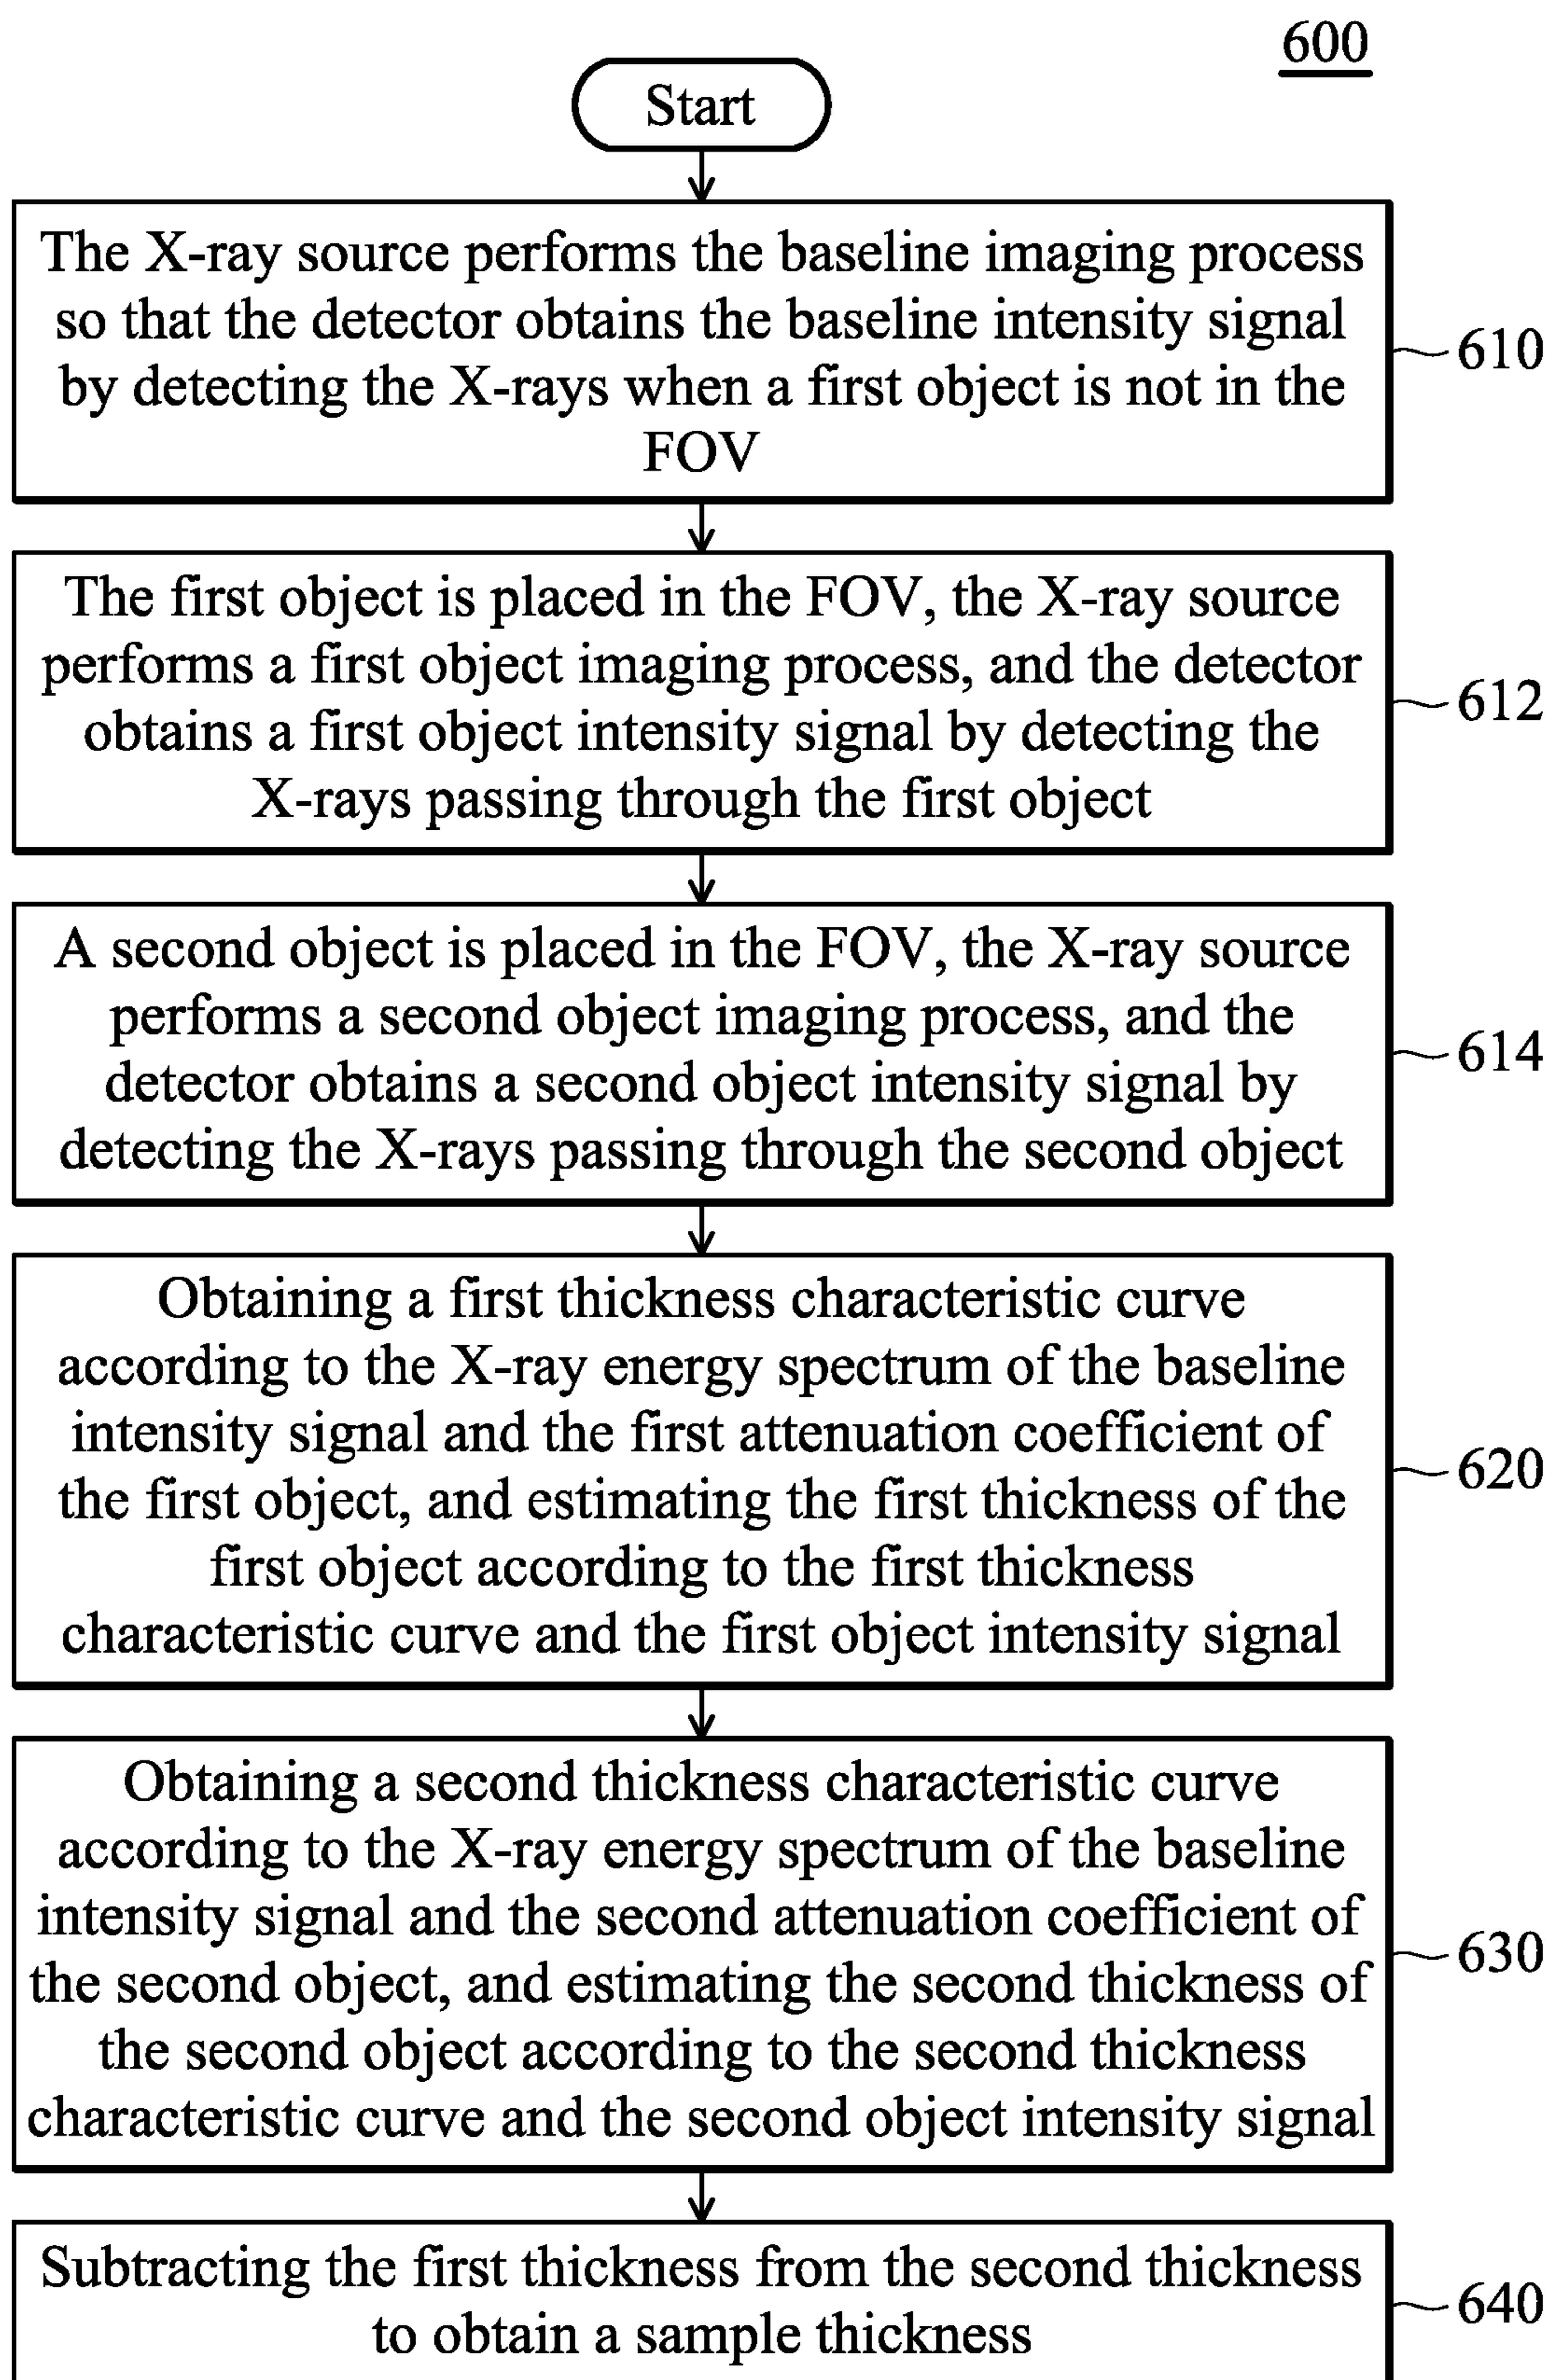 600
Start
The X-ray source performs the baseline imaging process
so that the detector obtains the baseline intensity signal
by detecting the X-rays when a first object is not in the
FOV
610
The first object is placed in the FOV, the X-ray source
performs a first object imaging process, and the detector
obtains a first object intensity signal by detecting the
X-rays passing through the first object
612
A second object is placed in the FOV, the X-ray source
performs a second object imaging process, and the
detector obtains a second object intensity signal by
detecting the X-rays passing through the second object
614
Obtaining a first thickness characteristic curve
according to the X-ray energy spectrum of the baseline
intensity signal and the first attenuation coefficient of
the first object, and estimating the first thickness of the
first object according to the first thickness
characteristic curve and the first object intensity signal
620
Obtaining a second thickness characteristic curve
according to the X-ray energy spectrum of the baseline
intensity signal and the second attenuation coefficient of
the second object, and estimating the second thickness of
the second object according to the second thickness
characteristic curve and the second object intensity signal
630
Subtracting the first thickness from the second thickness
to obtain a sample thickness
640